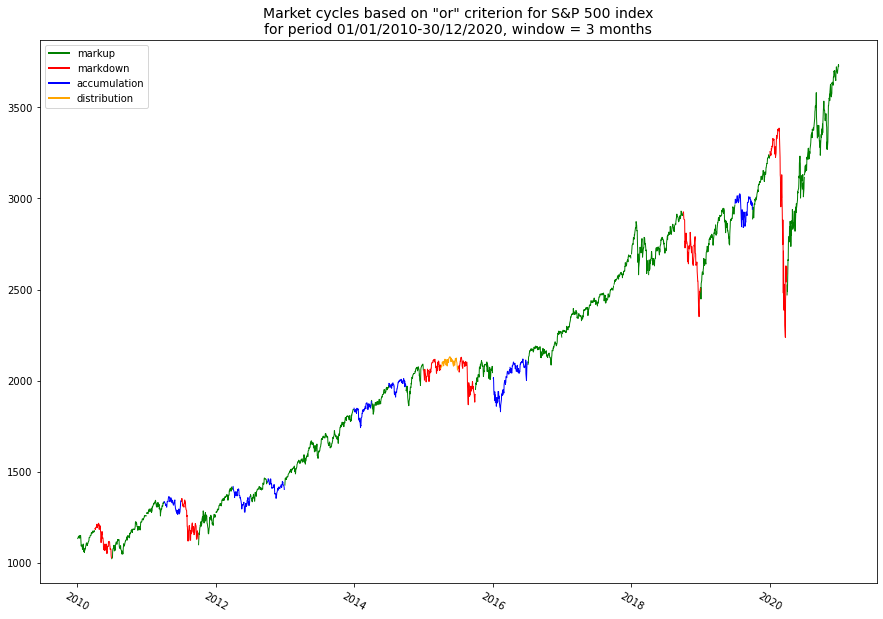 Market cycles based on "or" criterion for S&P 500 index
for period 01/01/2010-30/12/2020, window = 3 months
markup
markdown
accumulation
distribution
3500
3000
2500
2000
1500
1000
2010
2012
2014
2016
2018
2020